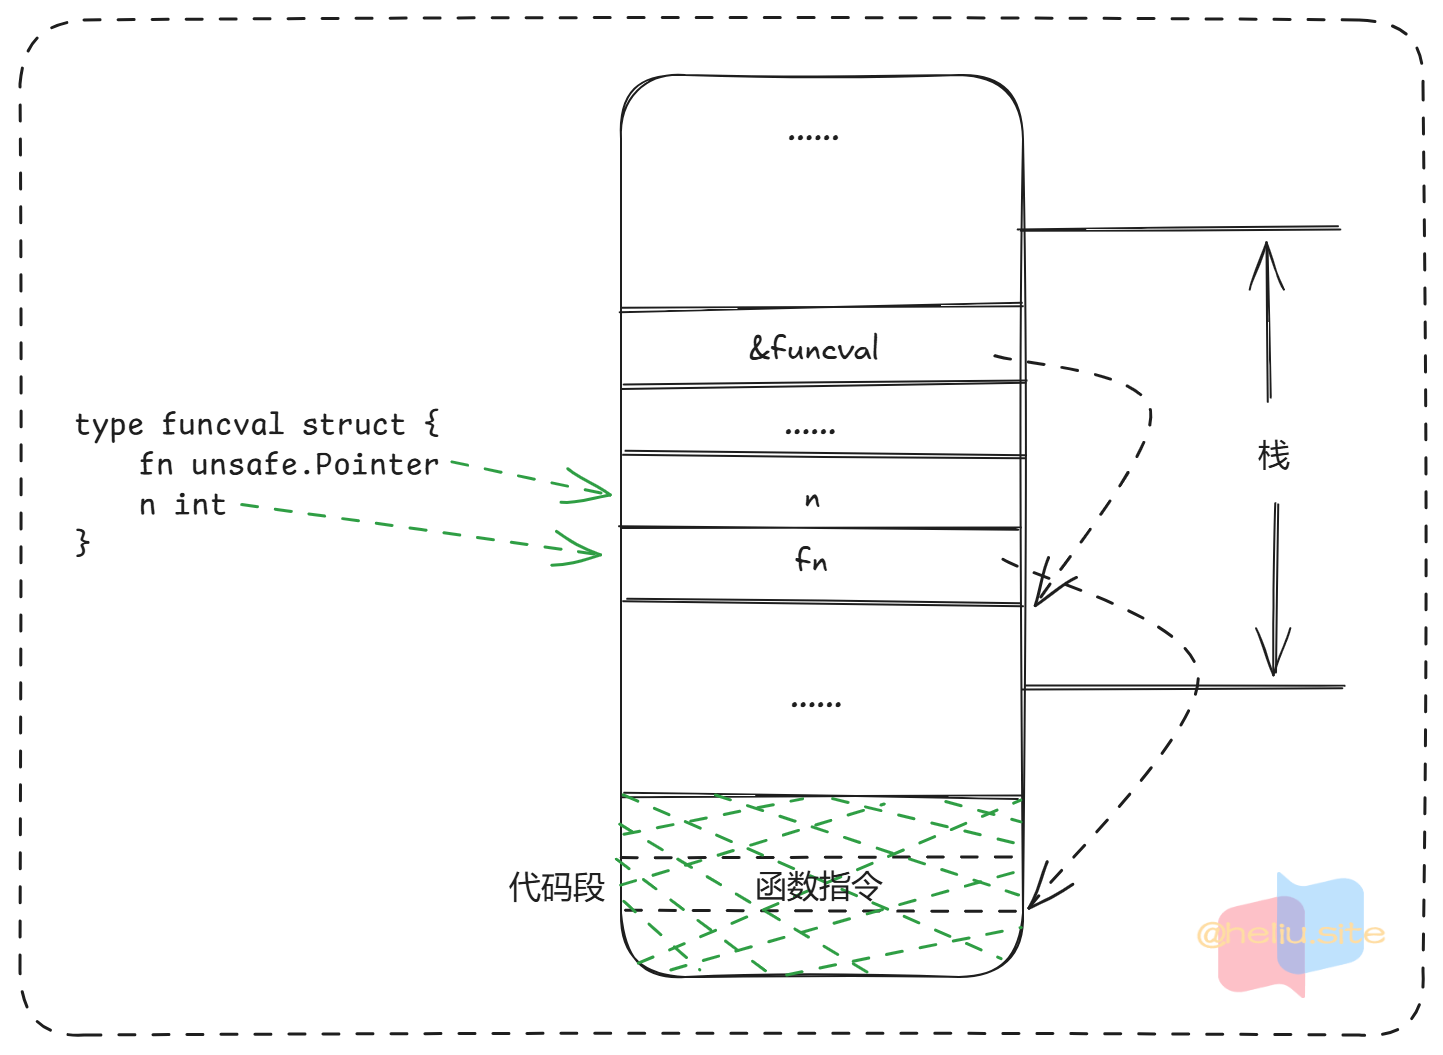 ......
&funcval
type funcval struct {
    fn unsafe.Pointer
    n int
}
......
n
fn
栈
......
代码段
函数指令
@heliu.site